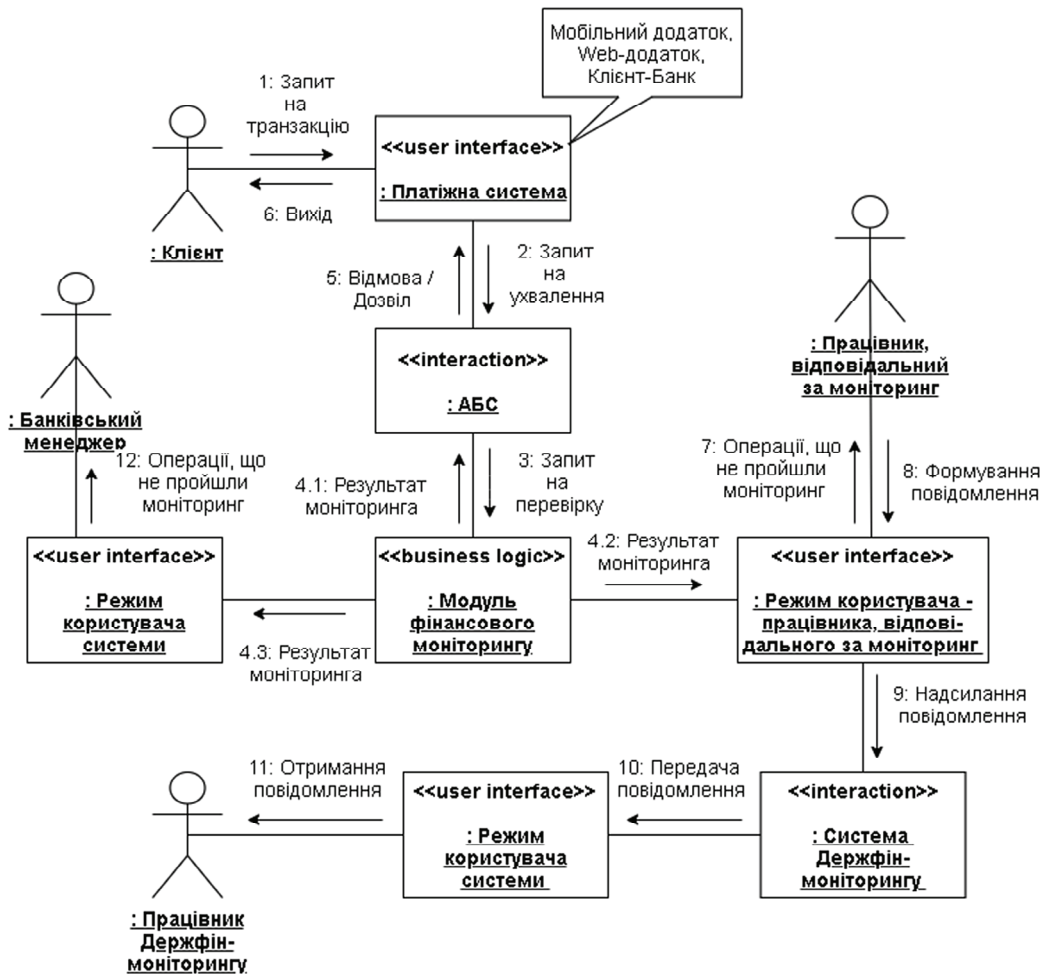 Мобільний додаток,
Web-додаток,
Клієнт-Банк
1: Запит
на
транзакцію
<<user interface>>
: Платіжна система
6: Вихід
: Клієнт
5: Відмова /
Дозвіл
2: Запит
на
ухвалення
<<interaction>>
: АБС
: Працівник,
відповідальний
за моніторинг
: Банківський
менеджер
12: Операції, що
не пройшли
моніторинг
4.1: Результат
моніторинга
3: Запит
на
перевірку
7: Операції, що
не пройшли
моніторинг
8: Формування
повідомлення
<<user interface>>
: Режим
користувача
системи
<<business logic>>
: Модуль
фінансового
моніторингу
4.2: Результат
моніторинга
<<user interface>>
: Режим користувача -
працівника, відпові-
дального за моніторинг
4.3: Результат
моніторинга
9: Надсилання
повідомлення
11: Отримання
повідомлення
<<user interface>>
: Режим
користувача
системи
10: Передача
повідомлення
<<interaction>>
: Система
Держфін-
моніторингу
: Працівник
Держфін-
моніторингу